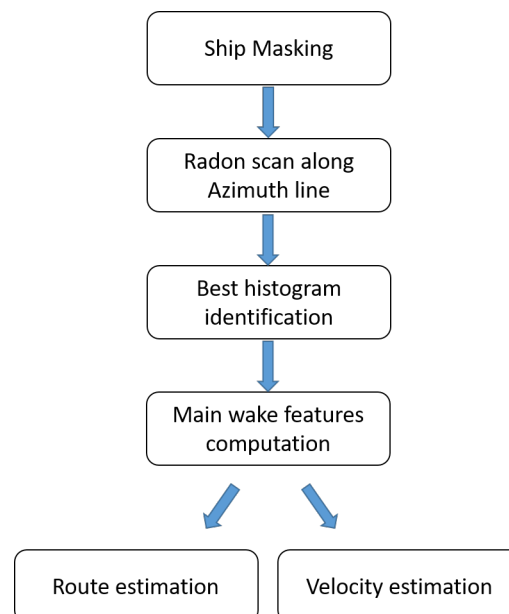 Ship Masking
Radon scan along
Azimuth line
Best histogram
identification
Main wake features
computation
Route estimation
Velocity estimation